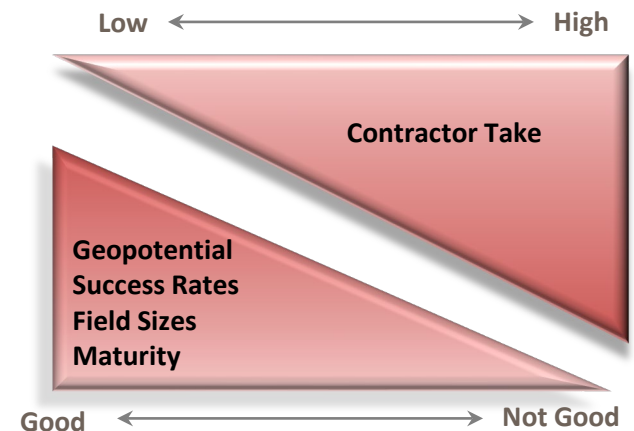 Low
High
Contractor Take
Geopotential
Success Rates
Field Sizes
Maturity
Good
Not Good